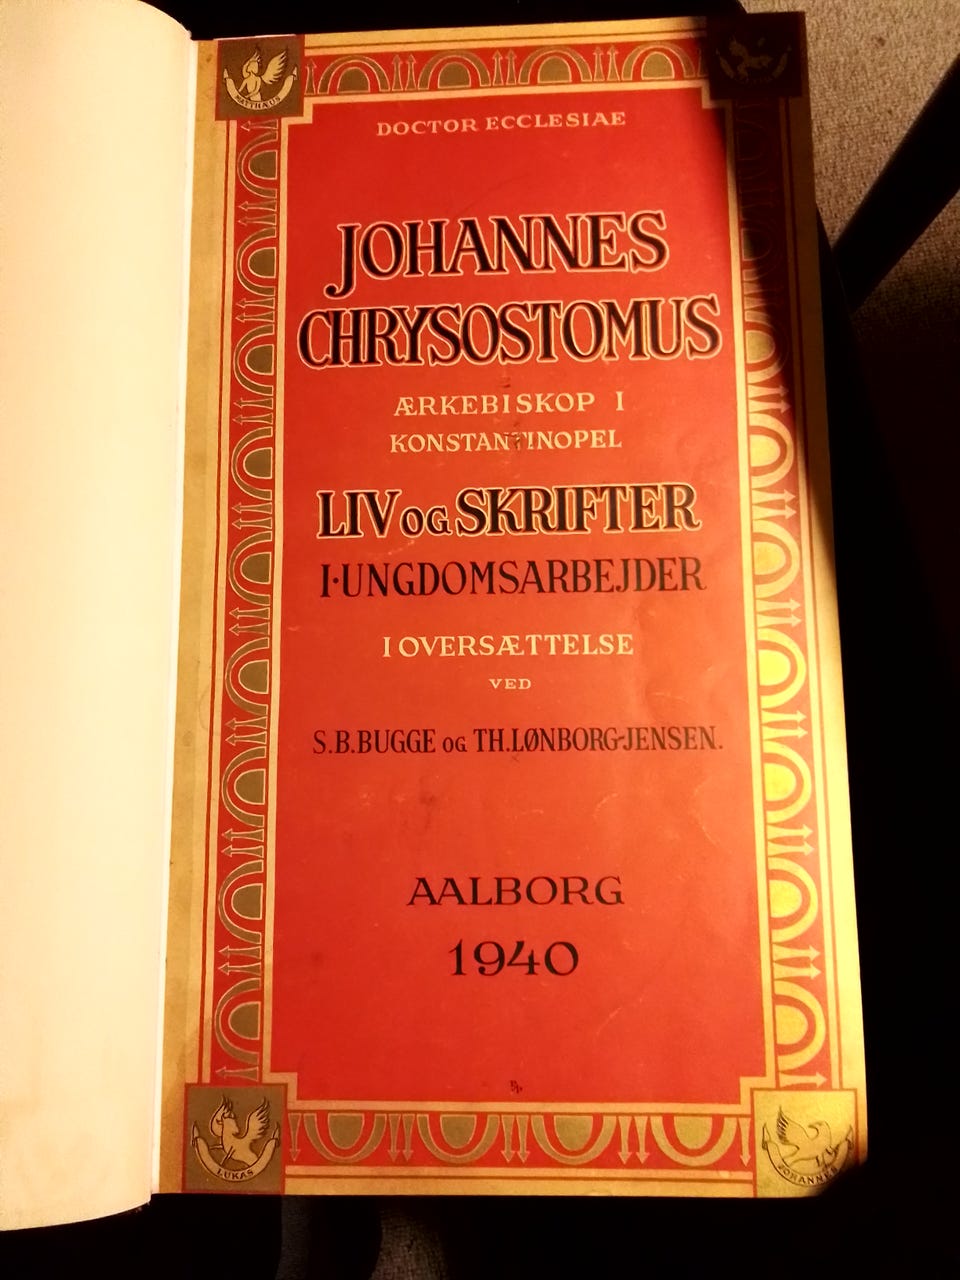 MATTHÆUS
DOCTOR ECCLESIAE
JOHANNES
CHRYSOSTOMUS
ÆRKEBISKOP I
KONSTANTINOPEL
LIV OG SKRIFTER
I·UNGDOMSARBEJDER
I OVERSÆTTELSE
VED
S.B.BUGGE OG TH.LØNBORG-JENSEN.
AALBORG
1940
LUKAS
JOHANNES